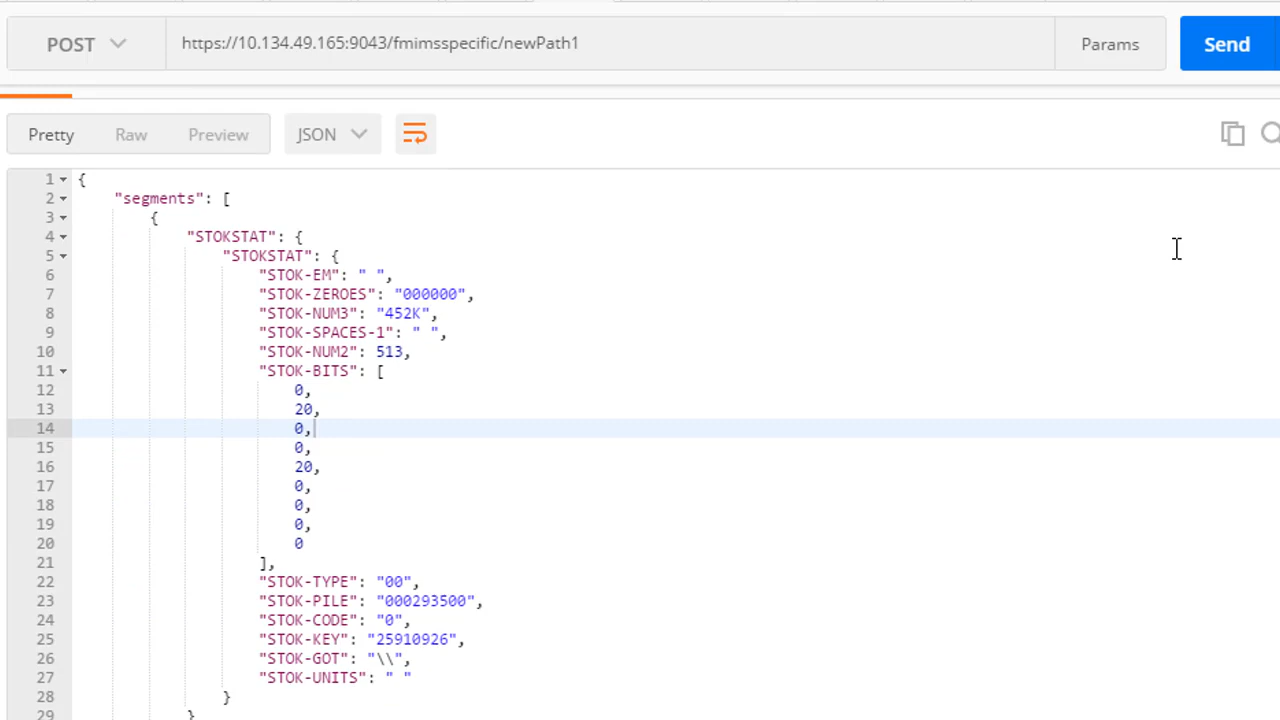 POST https://10.134.49.165:9043/fmimsspecific/newPath1 Params Send
Pretty Raw Preview JSON
1 {
2 "segments": [
3 {
4 "STOKSTAT": {
5 "STOKSTAT": {
6 "STOK-EM": " ",
7 "STOK-ZEROES": "000000",
8 "STOK-NUM3": "452K",
9 "STOK-SPACES-1": " ",
10 "STOK-NUM2": 513,
11 "STOK-BITS": [
12 0,
13 20,
14 0,
15 0,
16 20,
17 0,
18 0,
19 0,
20 0
21 ],
22 "STOK-TYPE": "00",
23 "STOK-PILE": "000293500",
24 "STOK-CODE": "0",
25 "STOK-KEY": "25910926",
26 "STOK-GOT": "\\",
27 "STOK-UNITS": " "
28 }
29 }